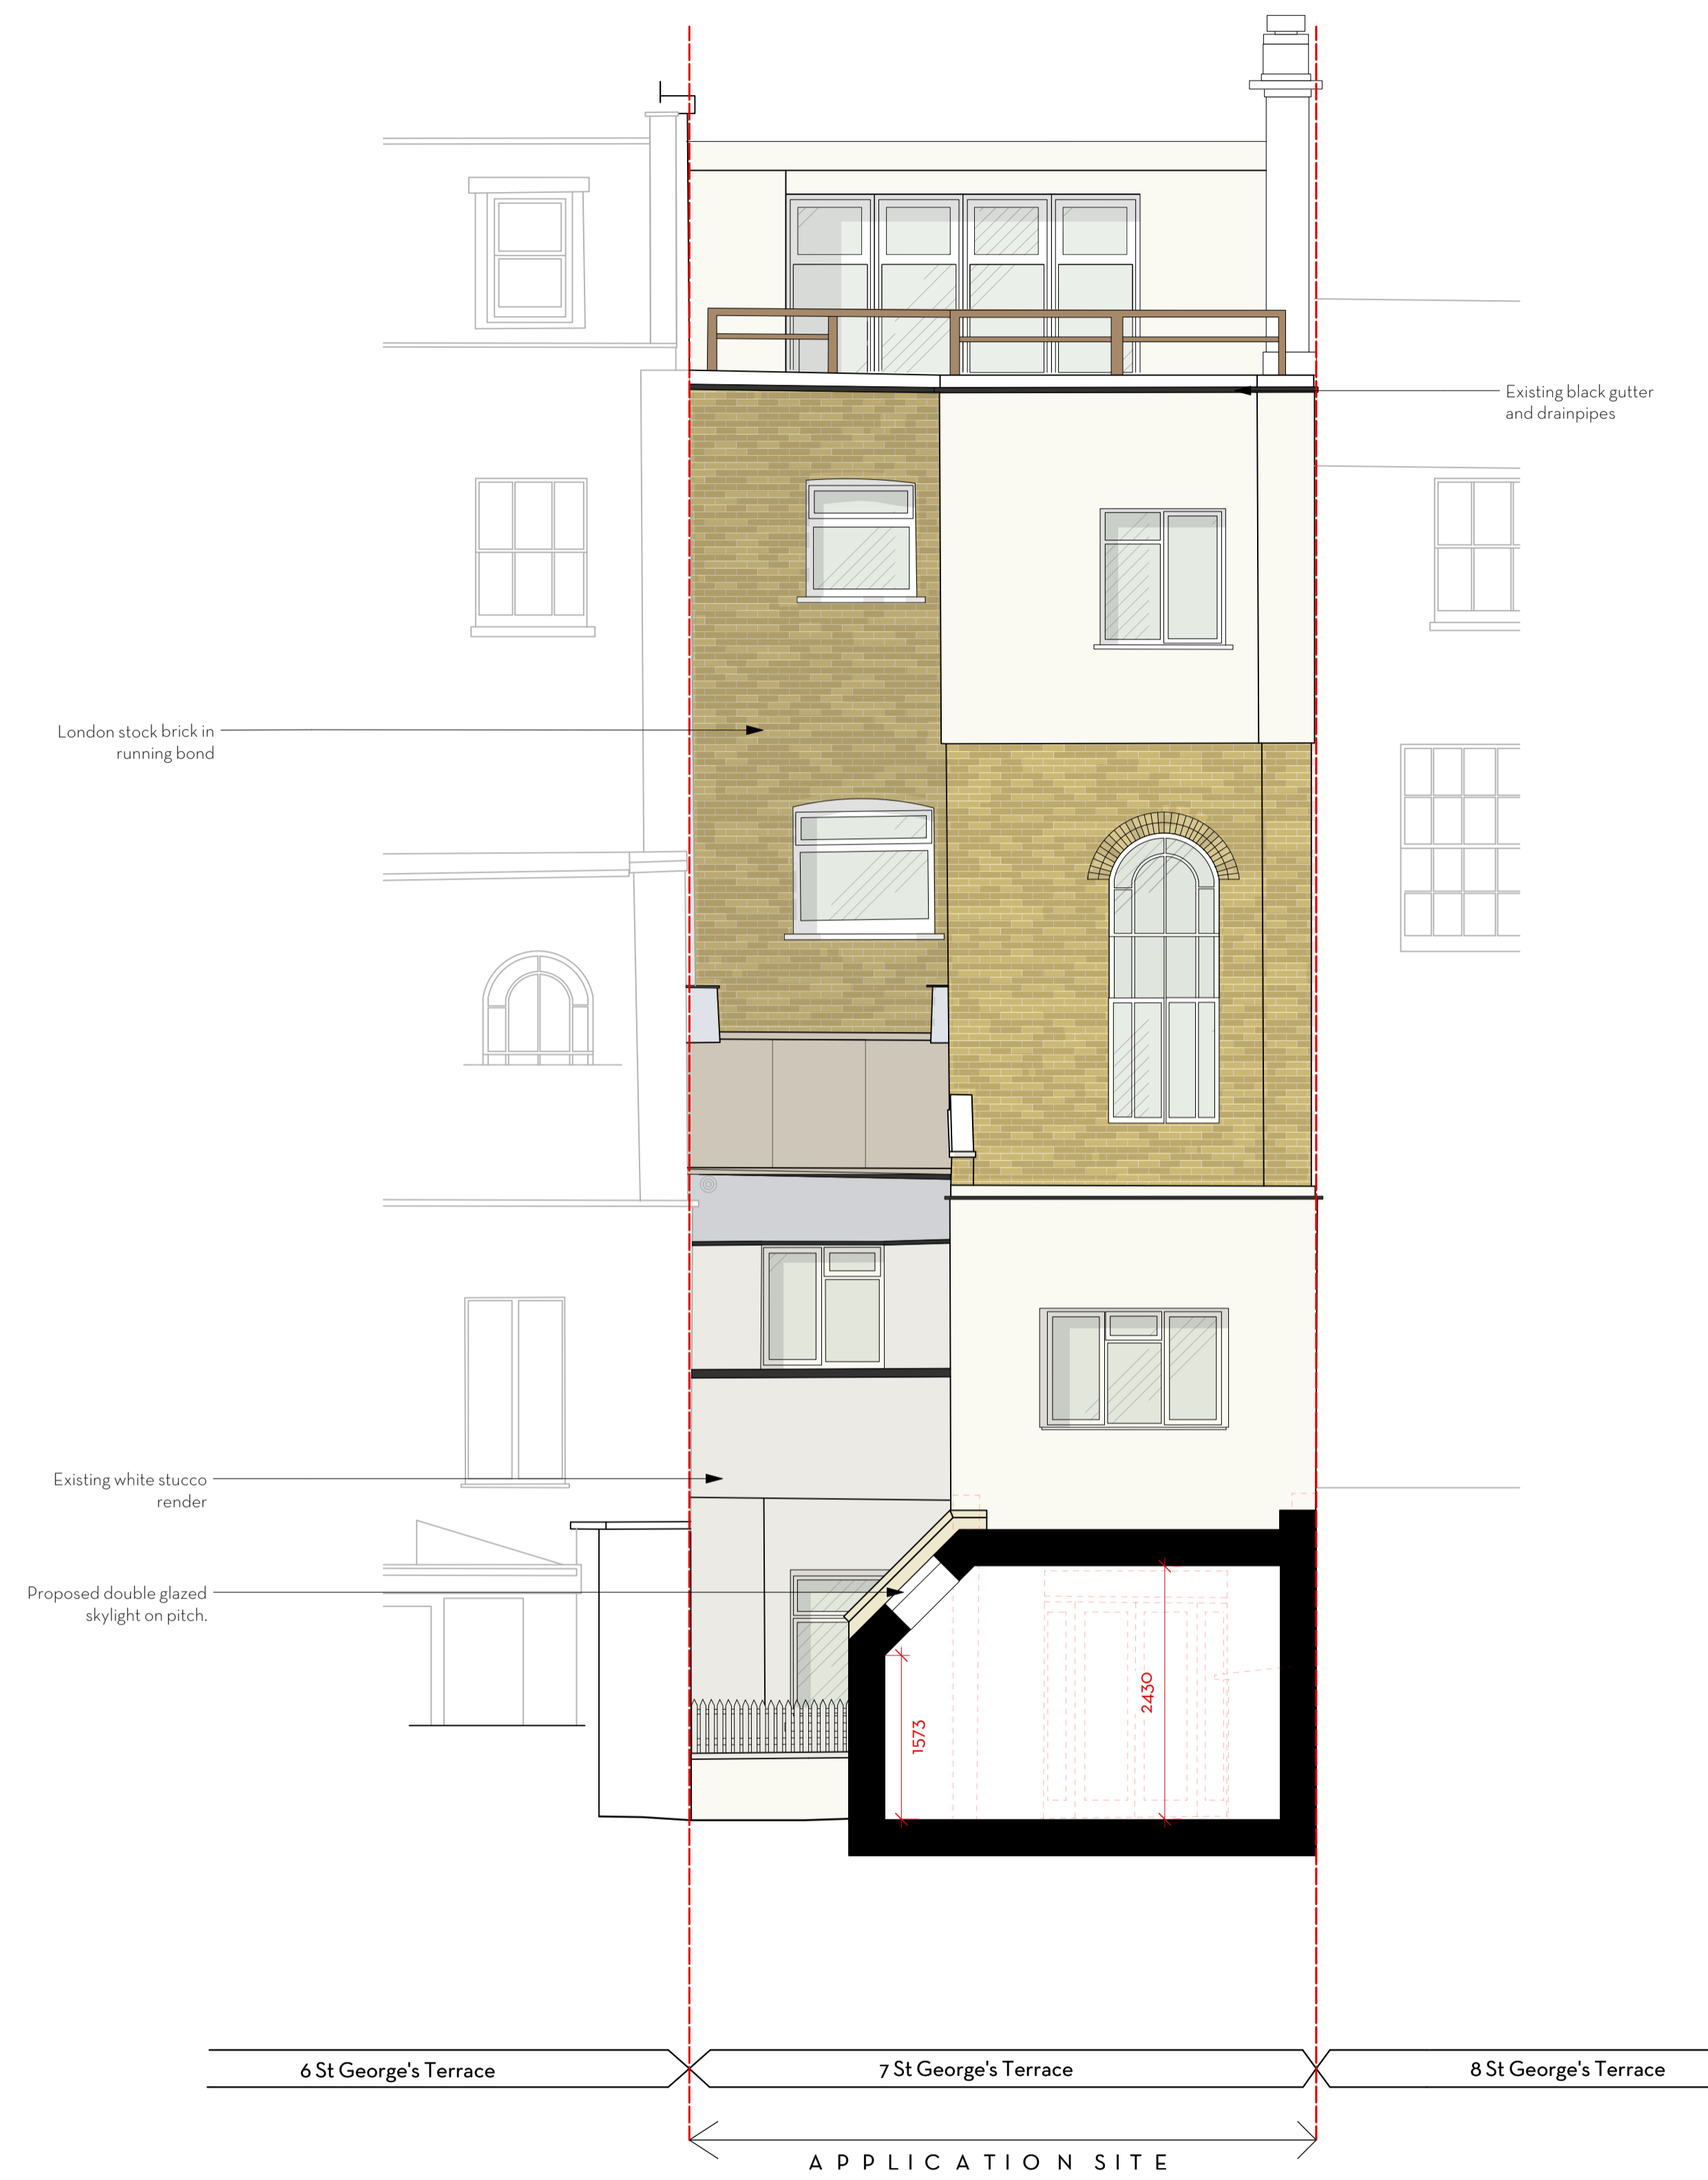 Existing black gutter
and drainpipes
London stock brick in
running bond
Existing white stucco
render
Proposed double glazed
skylight on pitch.
2430
1573
6 St George's Terrace
7 St George's Terrace
8 St George's Terrace
APPLICATION SITE